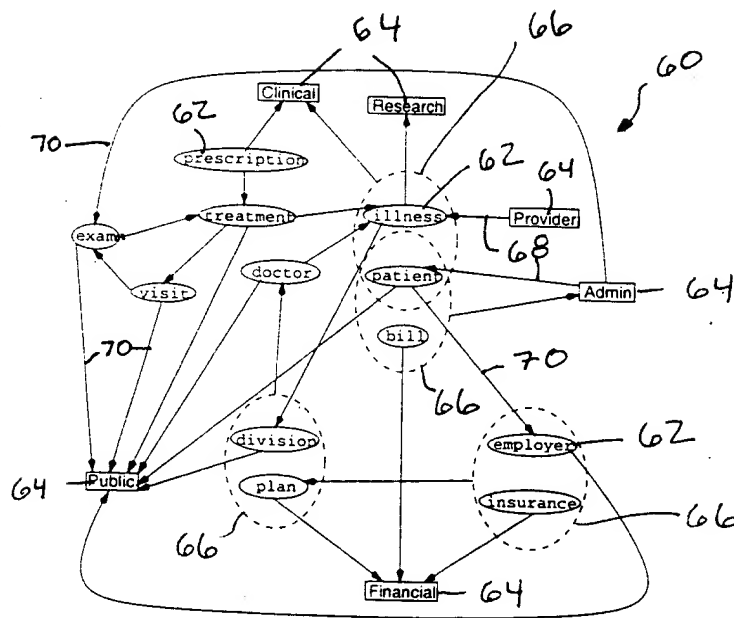 64
66
60
Clinical
Research
62
70
prescription
62
64
treatment
illness
Provider
exam
68
doctor
patient
Admin
64
visit
bill
70
70
66
division
employer
62
64
Public
plan
insurance
66
66
Financial
64